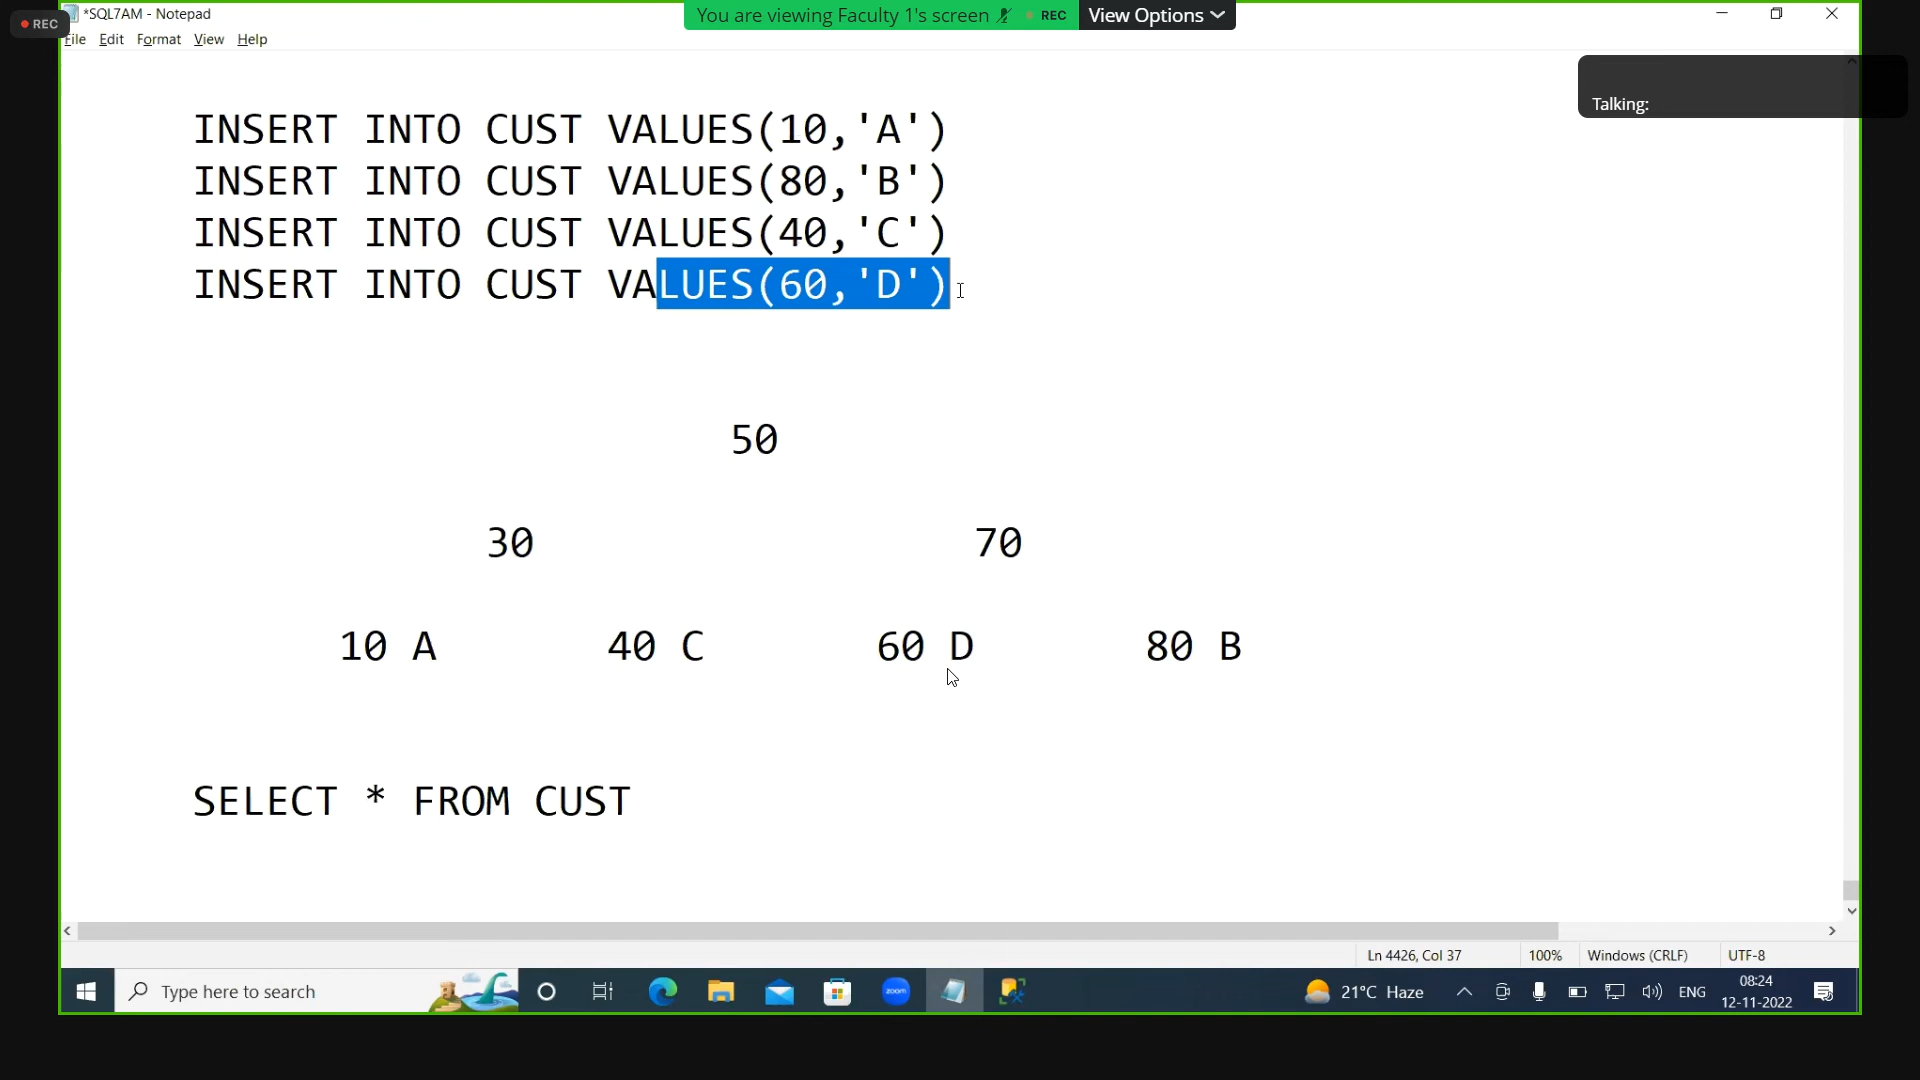 REC
*SQL7AM - Notepad
You are viewing Faculty 1's screen
REC
View Options
File Edit Format View Help
Talking:
INSERT INTO CUST VALUES(10,'A')
INSERT INTO CUST VALUES(80,'B')
INSERT INTO CUST VALUES(40,'C')
INSERT INTO CUST VALUES(60,'D')
50
30 70
10 A 40 C 60 D 80 B
SELECT * FROM CUST
Ln 4426, Col 37 100% Windows (CRLF) UTF-8
Type here to search
zoom
21°C Haze
ENG
08:24
12-11-2022